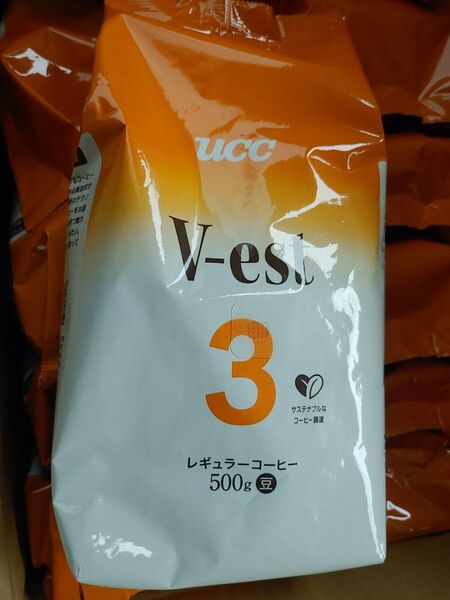 ucc
V-est
3
サステナブルな
コーヒー調達
レギュラーコーヒー
500g 豆